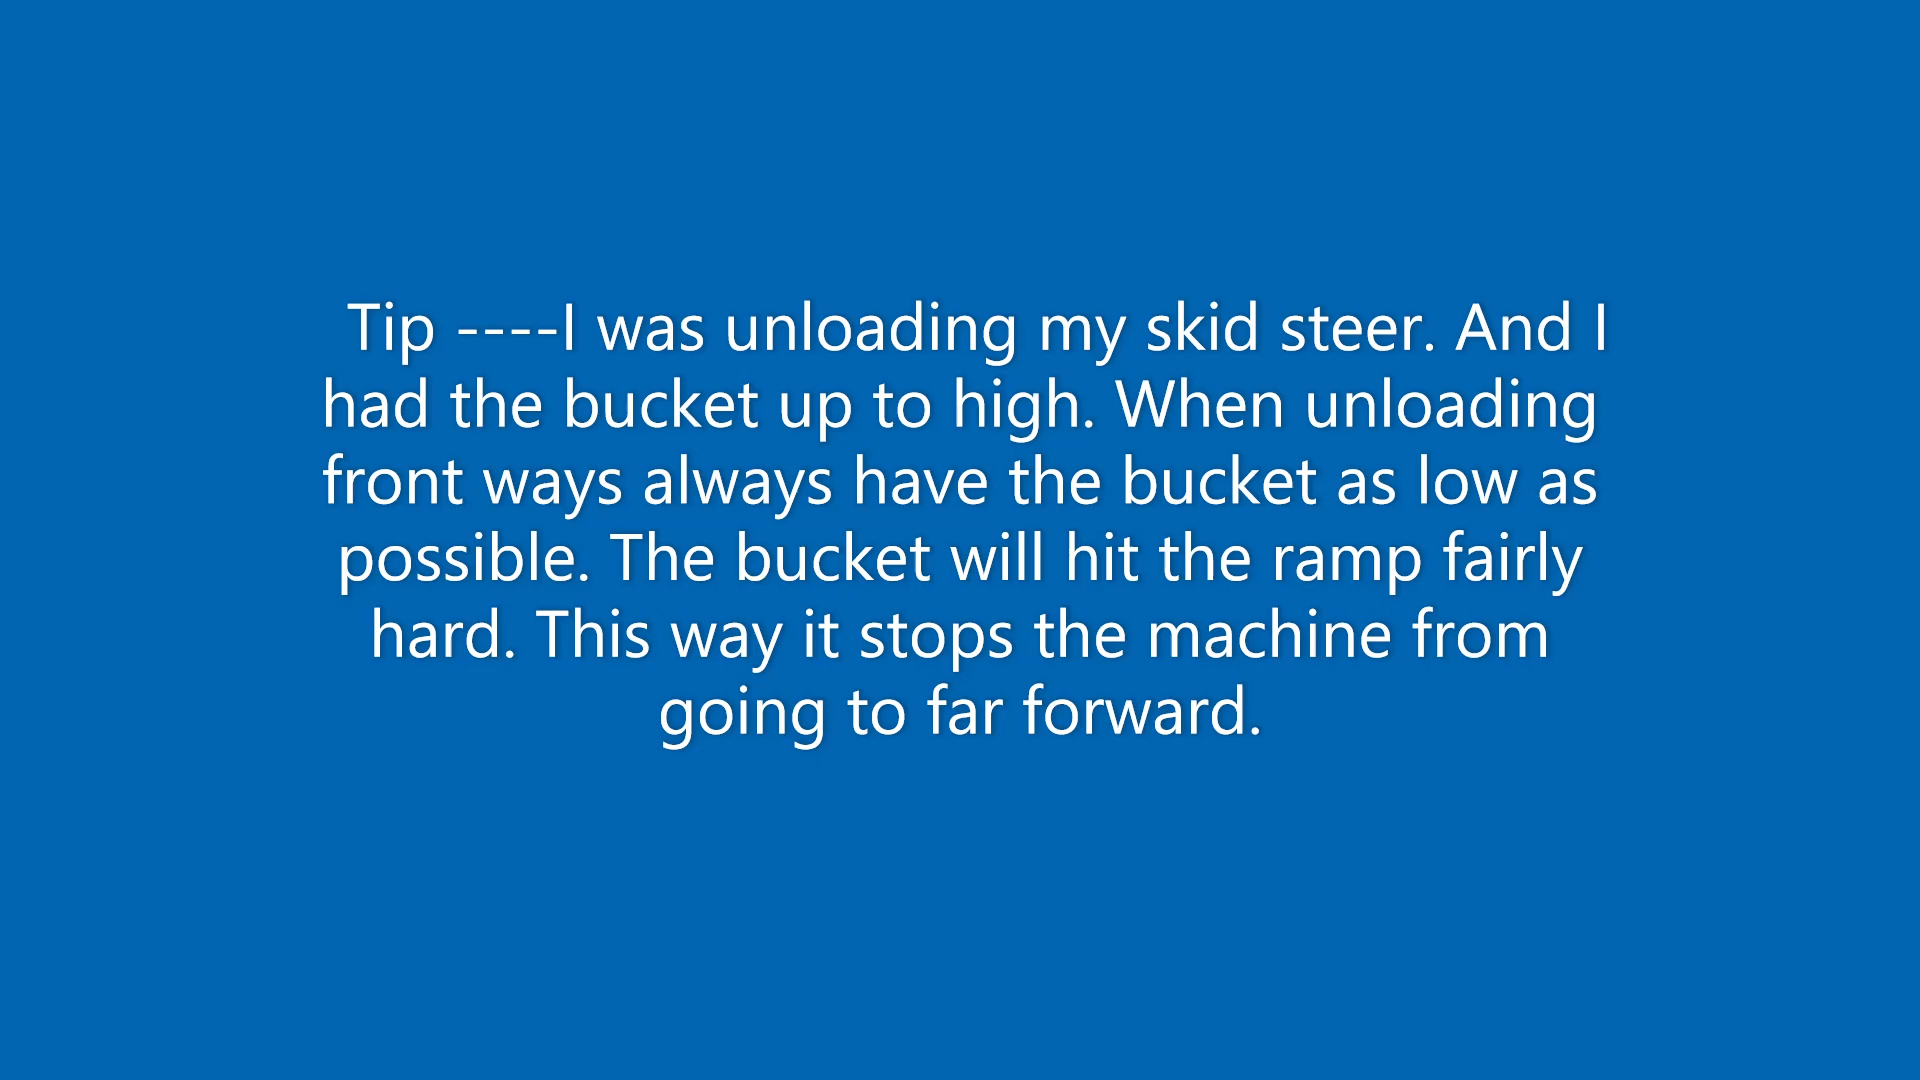 Tip ----I was unloading my skid steer. And I
had the bucket up to high. When unloading
front ways always have the bucket as low as
possible. The bucket will hit the ramp fairly
hard. This way it stops the machine from
going to far forward.